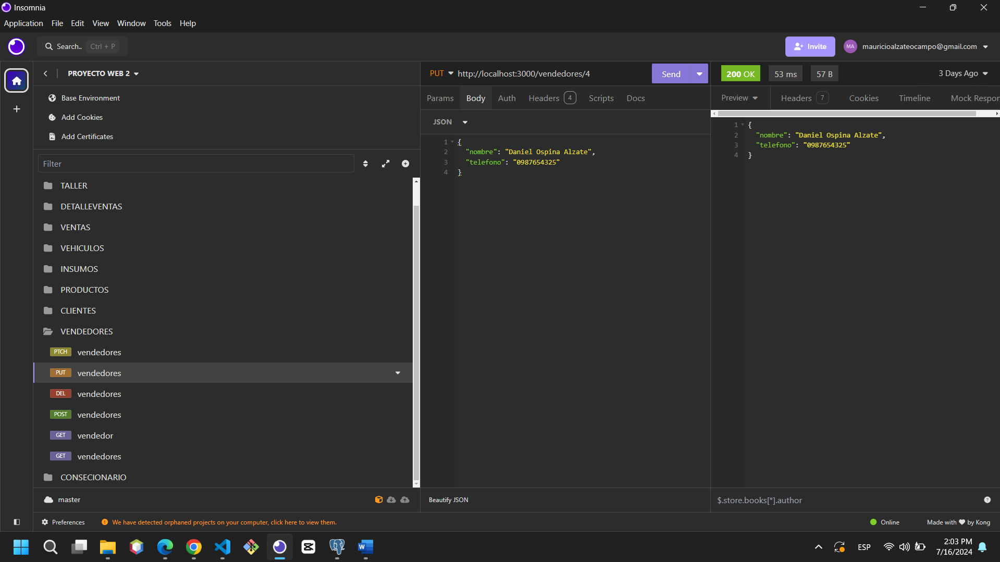 Insomnia
Application File Edit View Window Tools Help
Search.. Ctrl + P
Invite
MA mauricioalzateocampo@gmail.com
PROYECTO WEB 2
Base Environment
Add Cookies
Add Certificates
Filter
TALLER
DETALLEVENTAS
VENTAS
VEHICULOS
INSUMOS
PRODUCTOS
CLIENTES
VENDEDORES
PTCH vendedores
PUT vendedores
DEL vendedores
POST vendedores
GET vendedor
GET vendedores
CONSECIONARIO
master
PUT http://localhost:3000/vendedores/4 Send
Params Body Auth Headers 4 Scripts Docs
JSON
1 {
2 "nombre": "Daniel Ospina Alzate",
3 "telefono": "0987654325"
4 }
Beautify JSON
200 OK 53 ms 57 B 3 Days Ago
Preview Headers 7 Cookies Timeline Mock Respor
1 {
2 "nombre": "Daniel Ospina Alzate",
3 "telefono": "0987654325"
4 }
$.store.books[*].author
Preferences We have detected orphaned projects on your computer, click here to view them.
Online Made with ❤ by Kong
ESP
2:03 PM
7/16/2024